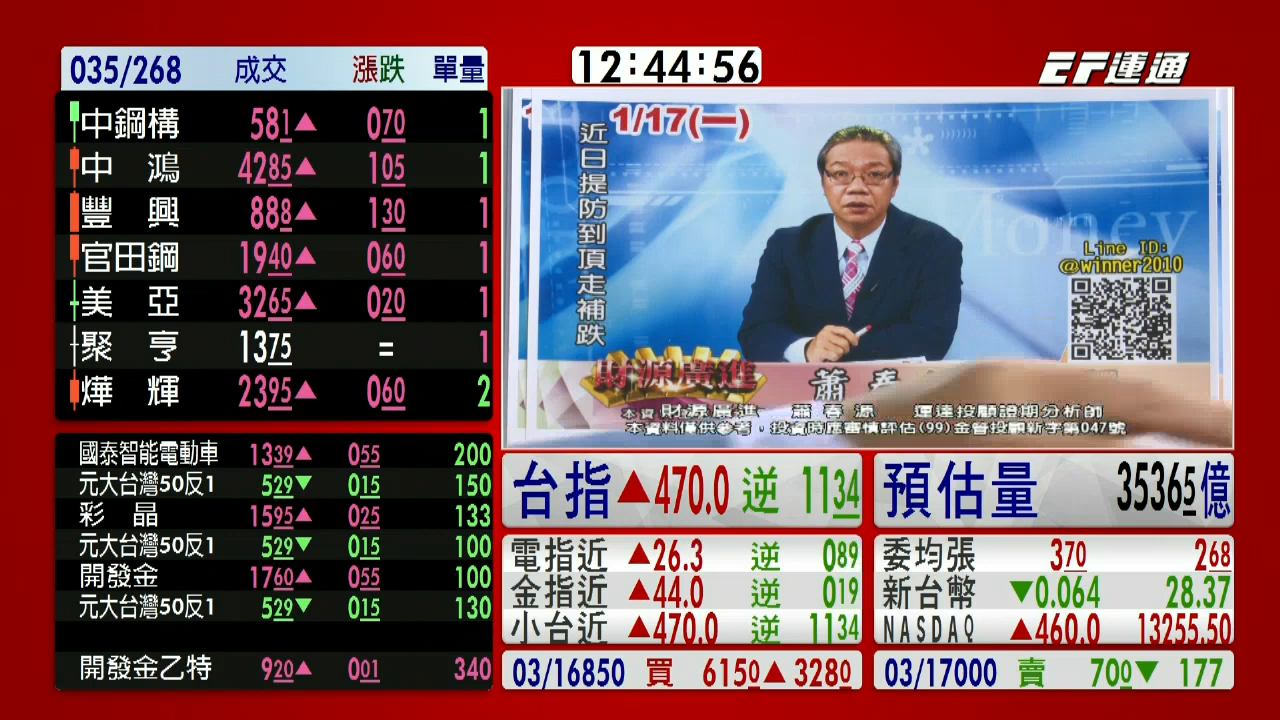 035/268 成交 漲跌 單量
中鋼構 581▲ 070 1
中鴻 4285▲ 105 1
豐興 888▲ 130 1
官田鋼 1940▲ 060 1
美亞 3265▲ 020 1
聚亨 1375 = 1
燁輝 2395▲ 060 2
國泰智能電動車 1339▲ 055 200
元大台灣50反1 529▼ 015 150
彩晶 1595▲ 025 133
元大台灣50反1 529▼ 015 100
開發金 1760▲ 055 100
元大台灣50反1 529▼ 015 130
開發金乙特 920▲ 001 340
12:44:56
EF運通
1/17(一)
近日提防到頂走補跌
Money
Line ID:
@winner2010
財源廣進 蕭春
財源廣進 蕭春源 運達投顧證期分析師
本資料僅供參考，投資時應審慎評估(99)金管投顧新字第047號
台指▲470.0 逆 1134
電指近 ▲26.3 逆 089
金指近 ▲44.0 逆 019
小台近 ▲470.0 逆 1134
03/16850 買 6150▲3280
預估量 35365億
委均張 370 268
新台幣 ▼0.064 28.37
NASDAQ ▲460.0 13255.50
03/17000 賣 700▼ 177